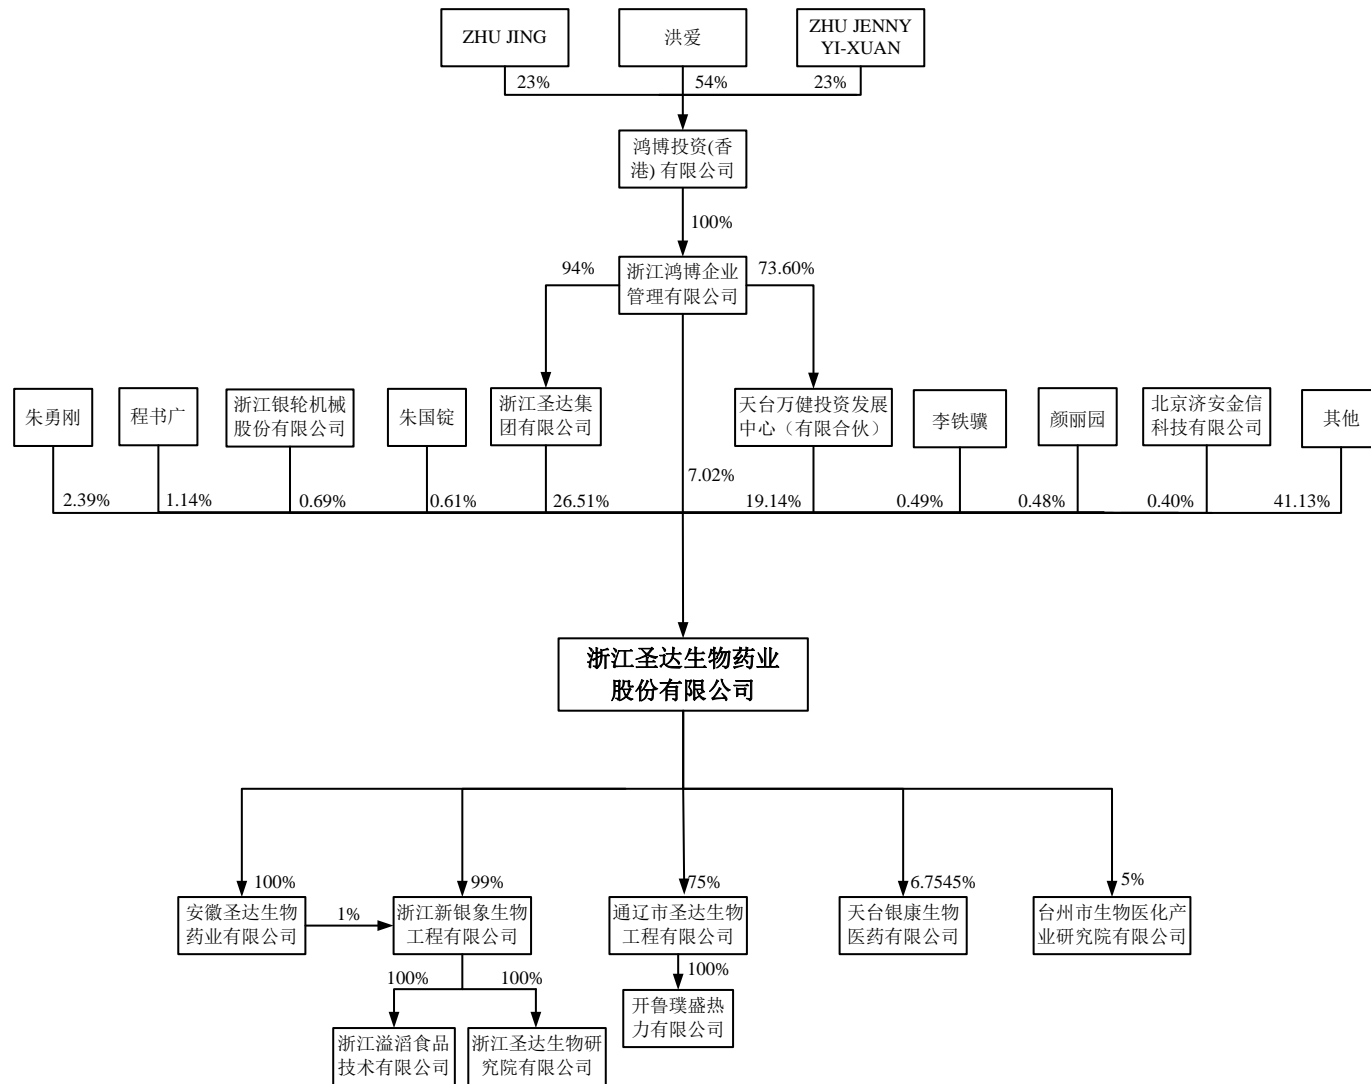 ZHU JING
洪爱
ZHU JENNY
YI-XUAN
23%
54%
23%
鸿博投资(香
港) 有限公司
100%
94%
浙江鸿博企业
管理有限公司
73.60%
朱勇刚
程书广
浙江银轮机械
股份有限公司
朱国锭
浙江圣达集
团有限公司
天台万健投资发展
中心（有限合伙）
李铁骥
颜丽园
北京济安金信
科技有限公司
其他
2.39%
1.14%
0.69%
0.61%
26.51%
7.02%
19.14%
0.49%
0.48%
0.40%
41.13%
浙江圣达生物药业
股份有限公司
100%
99%
75%
6.7545%
5%
安徽圣达生物
药业有限公司
1%
浙江新银象生物
工程有限公司
通辽市圣达生物
工程有限公司
天台银康生物
医药有限公司
台州市生物医化产
业研究院有限公司
100%
100%
100%
浙江溢滔食品
技术有限公司
浙江圣达生物研
究院有限公司
开鲁璞盛热
力有限公司